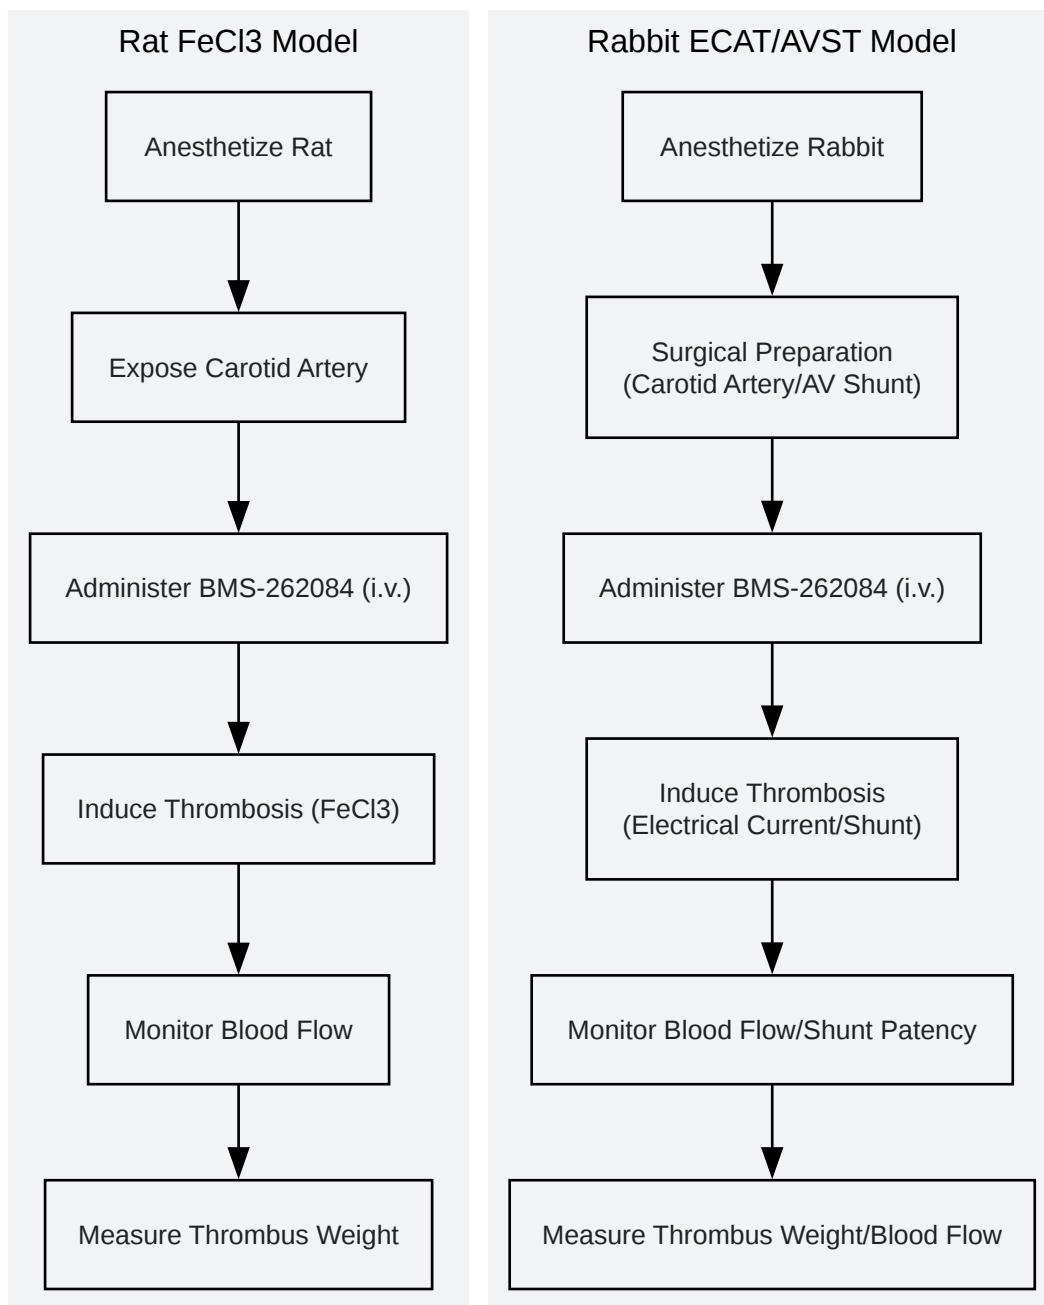 Rat FeCl3 Model
Anesthetize Rat
Expose Carotid Artery
Administer BMS-262084 (i.v.)
Induce Thrombosis (FeCl3)
Monitor Blood Flow
Measure Thrombus Weight
Rabbit ECAT/AVST Model
Anesthetize Rabbit
Surgical Preparation
(Carotid Artery/AV Shunt)
Administer BMS-262084 (i.v.)
Induce Thrombosis
(Electrical Current/Shunt)
Monitor Blood Flow/Shunt Patency
Measure Thrombus Weight/Blood Flow